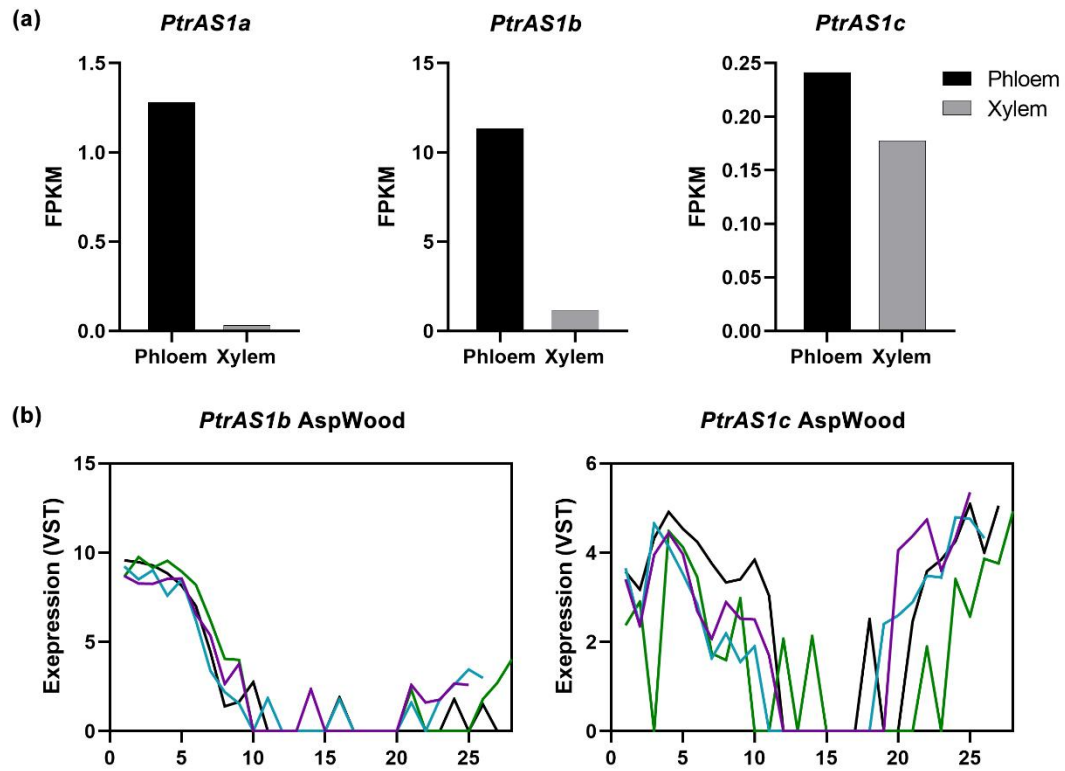 (a)
PtrAS1a
PtrAS1b
PtrAS1c
FPKM
1.5
1.0
0.5
0.0
Phloem Xylem
FPKM
15
10
5
0
Phloem Xylem
FPKM
0.25
0.20
0.15
0.10
0.05
0.00
Phloem Xylem
Phloem
Xylem
(b)
PtrAS1b AspWood
Exepression (VST)
15
10
5
0
0 5 10 15 20 25
PtrAS1c AspWood
Exepression (VST)
6
4
2
0
0 5 10 15 20 25